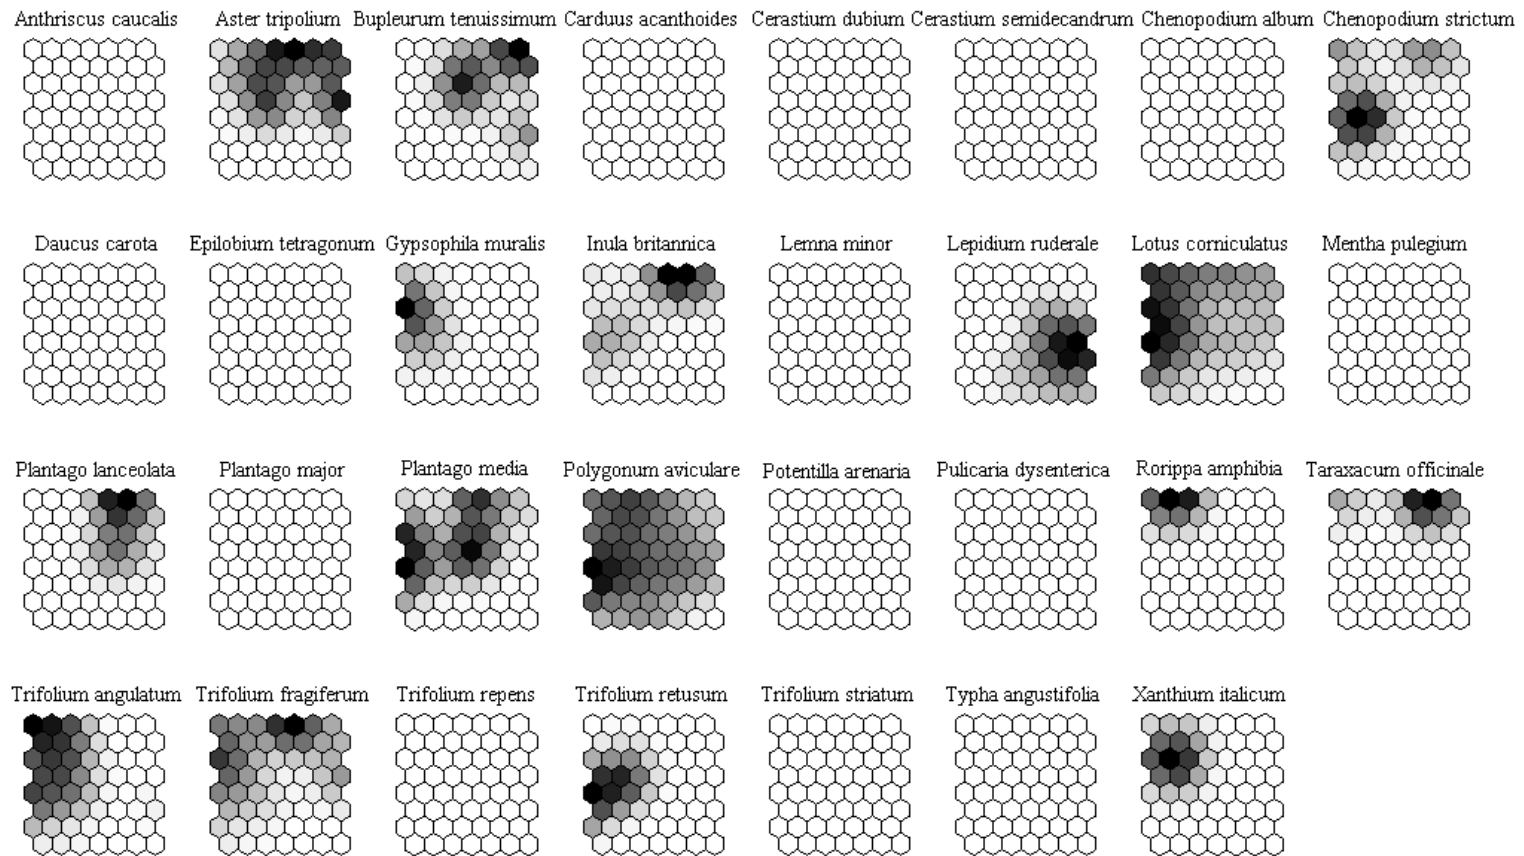 Anthriscus caucalis
Aster tripolium
Bupleurum tenuissimum
Carduus acanthoides
Cerastium dubium
Cerastium semidecandrum
Chenopodium album
Chenopodium strictum
Daucus carota
Epilobium tetragonum
Gypsophila muralis
Inula britannica
Lemna minor
Lepidium ruderale
Lotus corniculatus
Mentha pulegium
Plantago lanceolata
Plantago major
Plantago media
Polygonum aviculare
Potentilla arenaria
Pulicaria dysenterica
Rorippa amphibia
Taraxacum officinale
Trifolium angulatum
Trifolium fragiferum
Trifolium repens
Trifolium retusum
Trifolium striatum
Typha angustifolia
Xanthium italicum